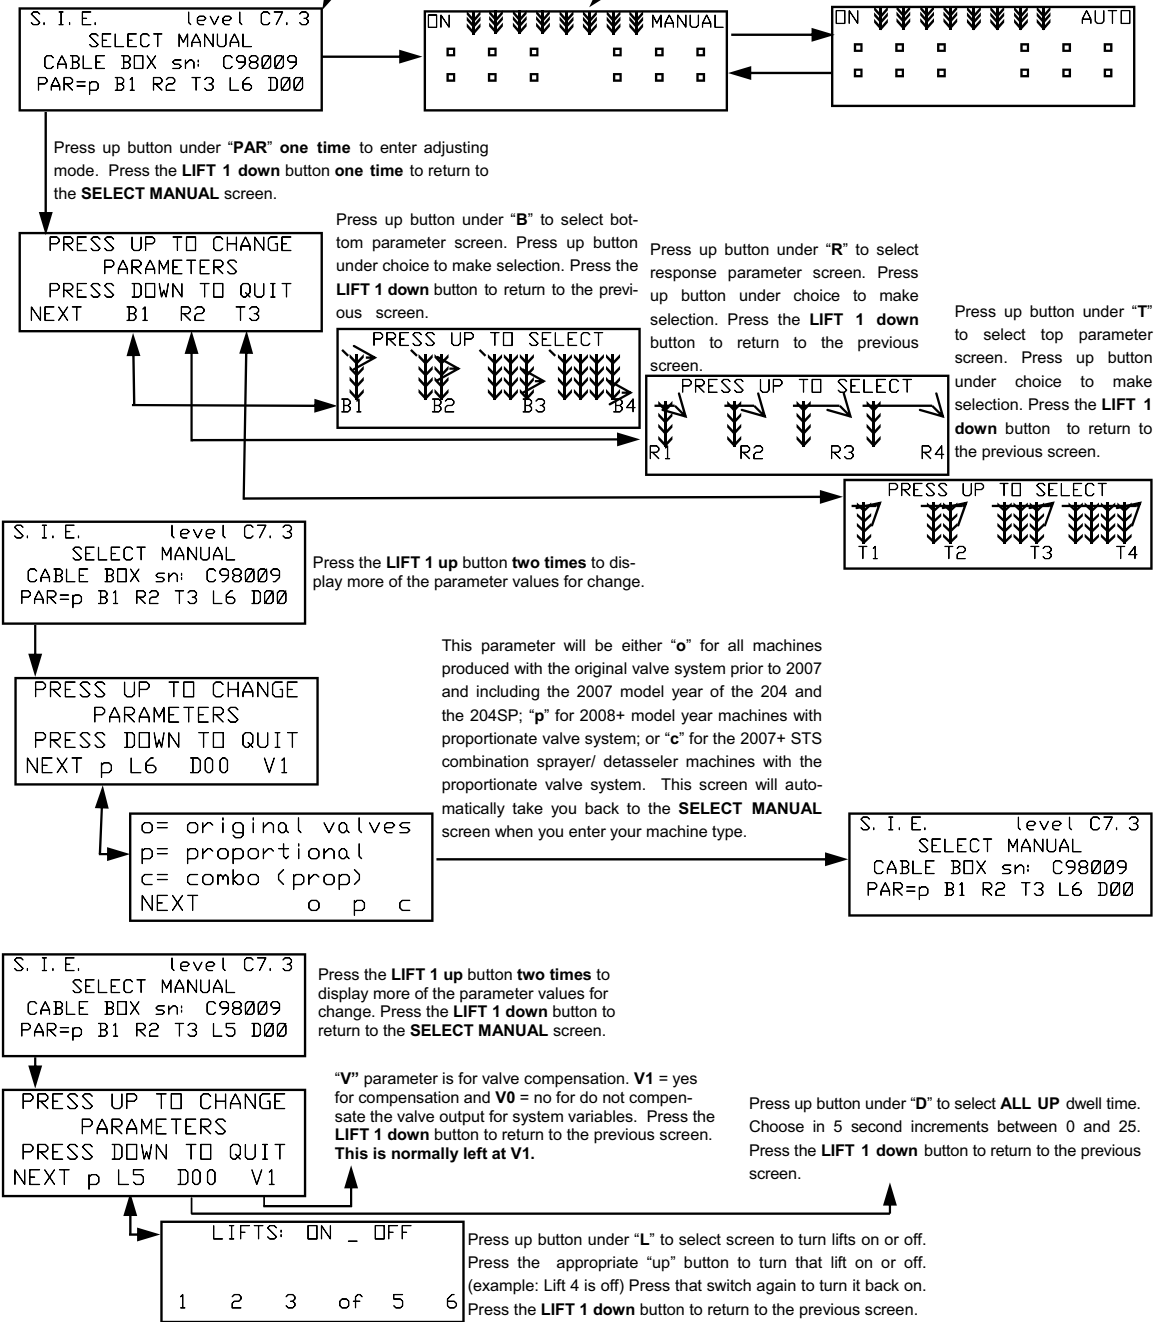 S. I. E. level C7. 3
SELECT MANUAL
CABLE BOX sn: C98009
PAR=p B1 R2 T3 L6 D00
ON MANUAL
ON AUTO
Press up button under “PAR” one time to enter adjusting
mode. Press the LIFT 1 down button one time to return to
the SELECT MANUAL screen.
PRESS UP TO CHANGE
PARAMETERS
PRESS DOWN TO QUIT
NEXT B1 R2 T3
Press up button under “B” to select bot-
tom parameter screen. Press up button
under choice to make selection. Press the
LIFT 1 down button to return to the previ-
ous screen.
PRESS UP TO SELECT
B1 B2 B3 B4
Press up button under “R” to select
response parameter screen. Press
up button under choice to make
selection. Press the LIFT 1 down
button to return to the previous
screen.
PRESS UP TO SELECT
R1 R2 R3 R4
Press up button under “T”
to select top parameter
screen. Press up button
under choice to make
selection. Press the LIFT 1
down button to return to
the previous screen.
PRESS UP TO SELECT
T1 T2 T3 T4
S. I. E. level C7. 3
SELECT MANUAL
CABLE BOX sn: C98009
PAR=p B1 R2 T3 L6 D00
Press the LIFT 1 up button two times to dis-
play more of the parameter values for change.
PRESS UP TO CHANGE
PARAMETERS
PRESS DOWN TO QUIT
NEXT p L6 D00 V1
This parameter will be either “o” for all machines
produced with the original valve system prior to 2007
and including the 2007 model year of the 204 and
the 204SP; “p” for 2008+ model year machines with
proportionate valve system; or “c” for the 2007+ STS
combination sprayer/ detasseler machines with the
proportionate valve system. This screen will auto-
matically take you back to the SELECT MANUAL
screen when you enter your machine type.
o= original valves
p= proportional
c= combo (prop)
NEXT o p c
S. I. E. level C7. 3
SELECT MANUAL
CABLE BOX sn: C98009
PAR=p B1 R2 T3 L6 D00
S. I. E. level C7. 3
SELECT MANUAL
CABLE BOX sn: C98009
PAR=p B1 R2 T3 L5 D00
Press the LIFT 1 up button two times to
display more of the parameter values for
change. Press the LIFT 1 down button to
return to the SELECT MANUAL screen.
PRESS UP TO CHANGE
PARAMETERS
PRESS DOWN TO QUIT
NEXT p L5 D00 V1
“V” parameter is for valve compensation. V1 = yes
for compensation and V0 = no for do not compen-
sate the valve output for system variables. Press the
LIFT 1 down button to return to the previous screen.
This is normally left at V1.
Press up button under “D” to select ALL UP dwell time.
Choose in 5 second increments between 0 and 25.
Press the LIFT 1 down button to return to the previous
screen.
LIFTS: ON _ OFF
1 2 3 of 5 6
Press up button under “L” to select screen to turn lifts on or off.
Press the appropriate “up” button to turn that lift on or off.
(example: Lift 4 is off) Press that switch again to turn it back on.
Press the LIFT 1 down button to return to the previous screen.